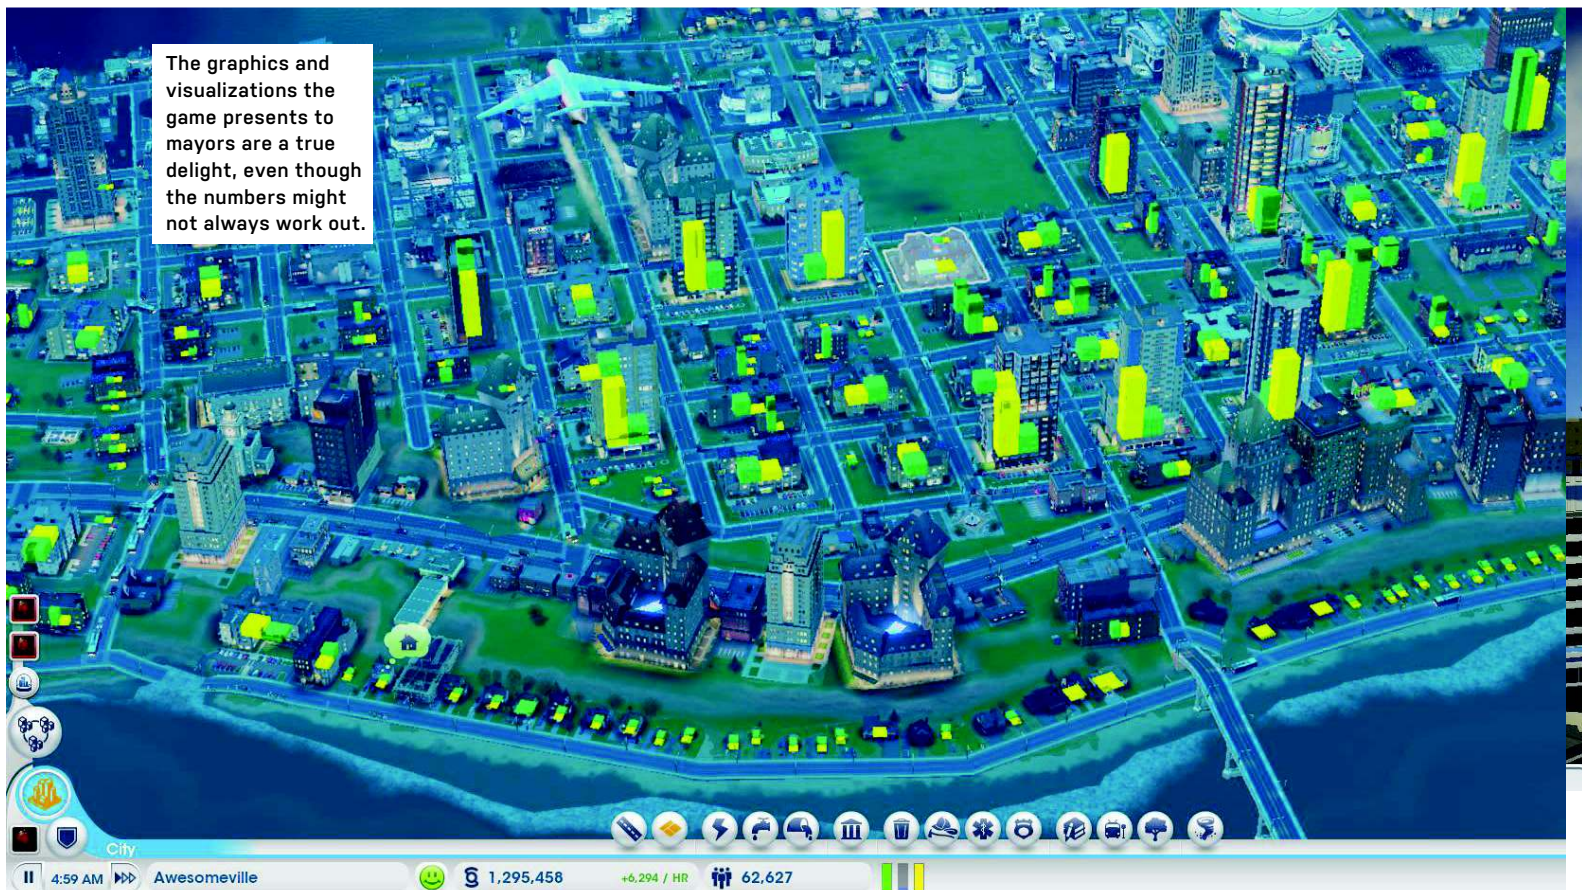 The graphics and
visualizations the
game presents to
mayors are a true
delight, even though
the numbers might
not always work out.
City
4:59 AM
Awesomeville
1,295,458
+6,294 / HR
62,627